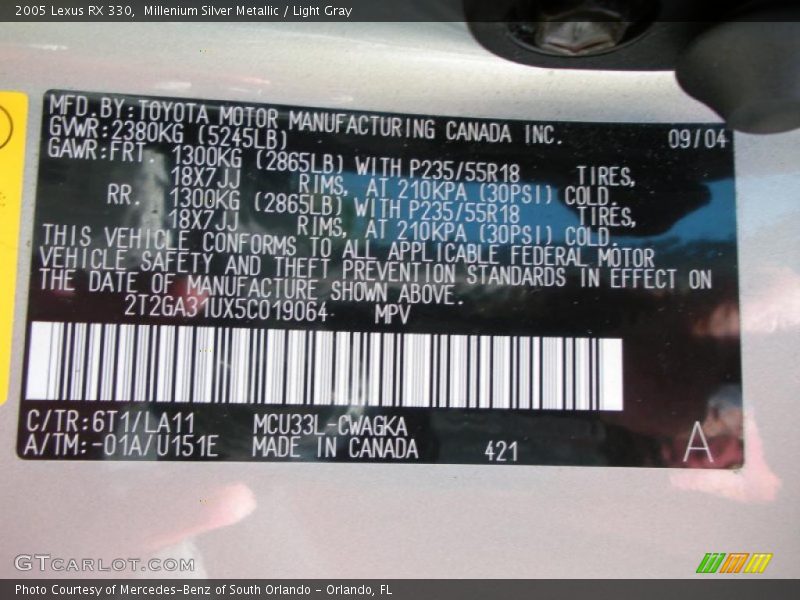 2005 Lexus RX 330,  Millenium Silver Metallic / Light Gray
MFD.BY:TOYOTA MOTOR MANUFACTURING CANADA INC.
GVWR:2380KG (5245LB) 09/04
GAWR:FRT. 1300KG (2865LB) WITH P235/55R18 TIRES,
18X7JJ RIMS, AT 210KPA (30PSI) COLD.
RR. 1300KG (2865LB) WITH P235/55R18 TIRES,
18X7JJ RIMS, AT 210KPA (30PSI) COLD.
THIS VEHICLE CONFORMS TO ALL APPLICABLE FEDERAL MOTOR
VEHICLE SAFETY AND THEFT PREVENTION STANDARDS IN EFFECT ON
THE DATE OF MANUFACTURE SHOWN ABOVE.
2T2GA31UX5C019064 MPV
C/TR:6T1/LA11 MCU33L-CWAGKA
A/TM:-01A/U151E MADE IN CANADA 421 A
GTCarLot.com
Photo Courtesy of Mercedes-Benz of South Orlando - Orlando, FL